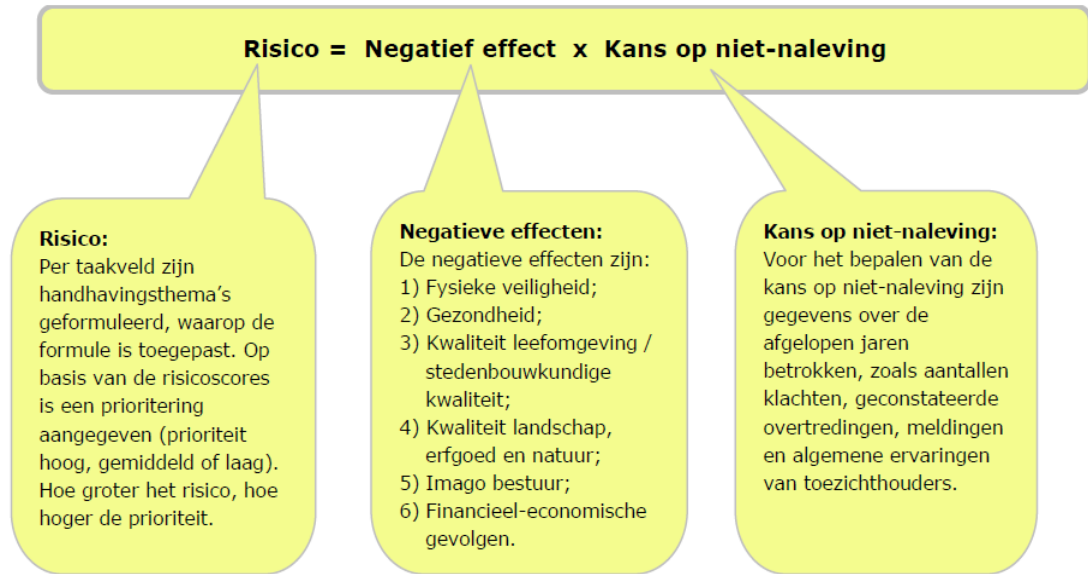 Risico = Negatief effect x Kans op niet-naleving
Risico:
Per taakveld zijn
handhavingsthema's
geformuleerd, waarop de
formule is toegepast. Op
basis van de risicoscores
is een prioritering
aangegeven (prioriteit
hoog, gemiddeld of laag).
Hoe groter het risico, hoe
hoger de prioriteit.
Negatieve effecten:
De negatieve effecten zijn:
1) Fysieke veiligheid;
2) Gezondheid;
3) Kwaliteit leefomgeving /
stedenbouwkundige
kwaliteit;
4) Kwaliteit landschap,
erfgoed en natuur;
5) Imago bestuur;
6) Financieel-economische
gevolgen.
Kans op niet-naleving:
Voor het bepalen van de
kans op niet-naleving zijn
gegevens over de
afgelopen jaren
betrokken, zoals aantallen
klachten, geconstateerde
overtredingen, meldingen
en algemene ervaringen
van toezichthouders.